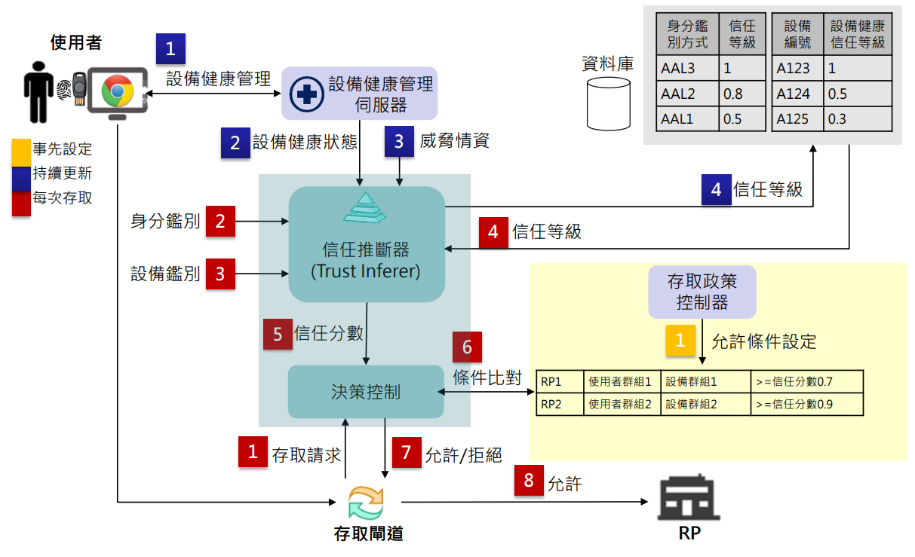 使用者
1
設備健康管理
設備健康管理
伺服器
資料庫
身分鑑
別方式
信任
等級
設備
編號
設備健康
信任等級
AAL3 1 A123 1
AAL2 0.8 A124 0.5
AAL1 0.5 A125 0.3
事先設定
持續更新
每次存取
2 設備健康狀態
3 威脅情資
4 信任等級
身分鑑別 2
設備鑑別 3
信任推斷器
(Trust Inferer)
4 信任等級
存取政策
控制器
1 允許條件設定
5 信任分數
6
條件比對
決策控制
RP1 使用者群組1 設備群組1 >=信任分數0.7
RP2 使用者群組2 設備群組2 >=信任分數0.9
1 存取請求
7 允許/拒絕
8 允許
存取閘道
RP